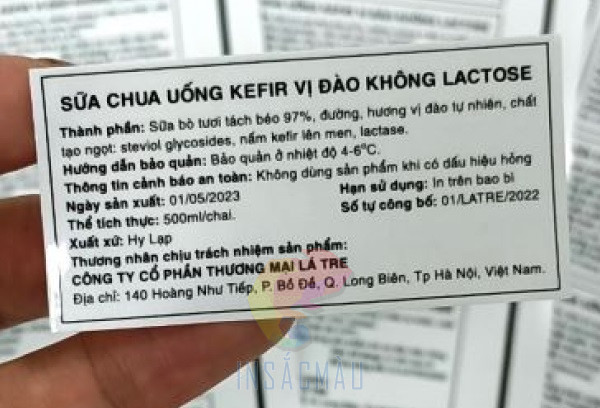 SỮA CHUA UỐNG KEFIR VỊ ĐÀO KHÔNG LACTOSE
Thành phần: Sữa bò tươi tách béo 97%, đường, hương vị đào tự nhiên, chất
tạo ngọt: steviol glycosides, nấm kefir lên men, lactase.
Hướng dẫn bảo quản: Bảo quản ở nhiệt độ 4-6ºC.
Thông tin cảnh báo an toàn: Không dùng sản phẩm khi có dấu hiệu hỏng
Ngày sản xuất: 01/05/2023 Hạn sử dụng: In trên bao bì
Thể tích thực: 500ml/chai. Số tự công bố: 01/LATRE/2022
Xuất xứ: Hy Lạp
Thương nhân chịu trách nhiệm sản phẩm:
CÔNG TY CỔ PHẦN THƯƠNG MẠI LÁ TRE
Địa chỉ: 140 Hoàng Như Tiếp, P. Bồ Đề, Q. Long Biên, Tp Hà Nội, Việt Nam.
INSẮCMÀU